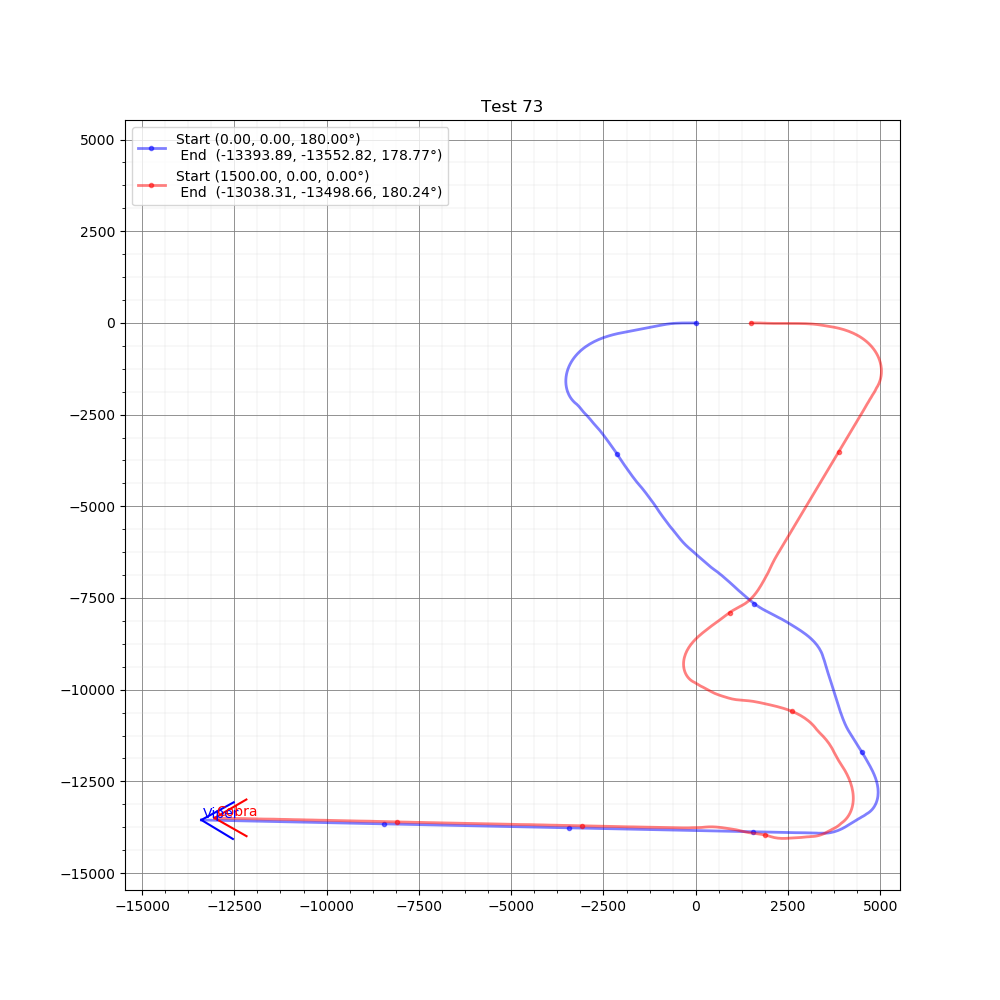 Test 73
Start (0.00, 0.00, 180.00°)
End (-13393.89, -13552.82, 178.77°)
Start (1500.00, 0.00, 0.00°)
End (-13038.31, -13498.66, 180.24°)
5000
2500
0
−2500
−5000
−7500
−10000
−12500
−15000
−15000 −12500 −10000 −7500 −5000 −2500 0 2500 5000